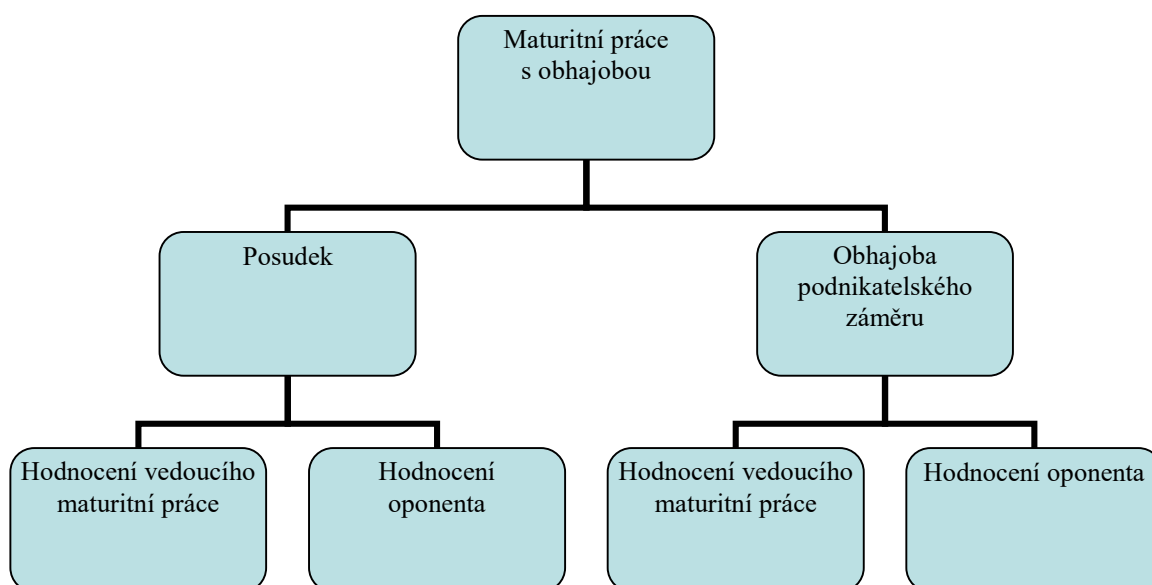 Maturitní práce
s obhajobou
Posudek
Obhajoba
podnikatelského
záměru
Hodnocení vedoucího
maturitní práce
Hodnocení
oponenta
Hodnocení vedoucího
maturitní práce
Hodnocení oponenta